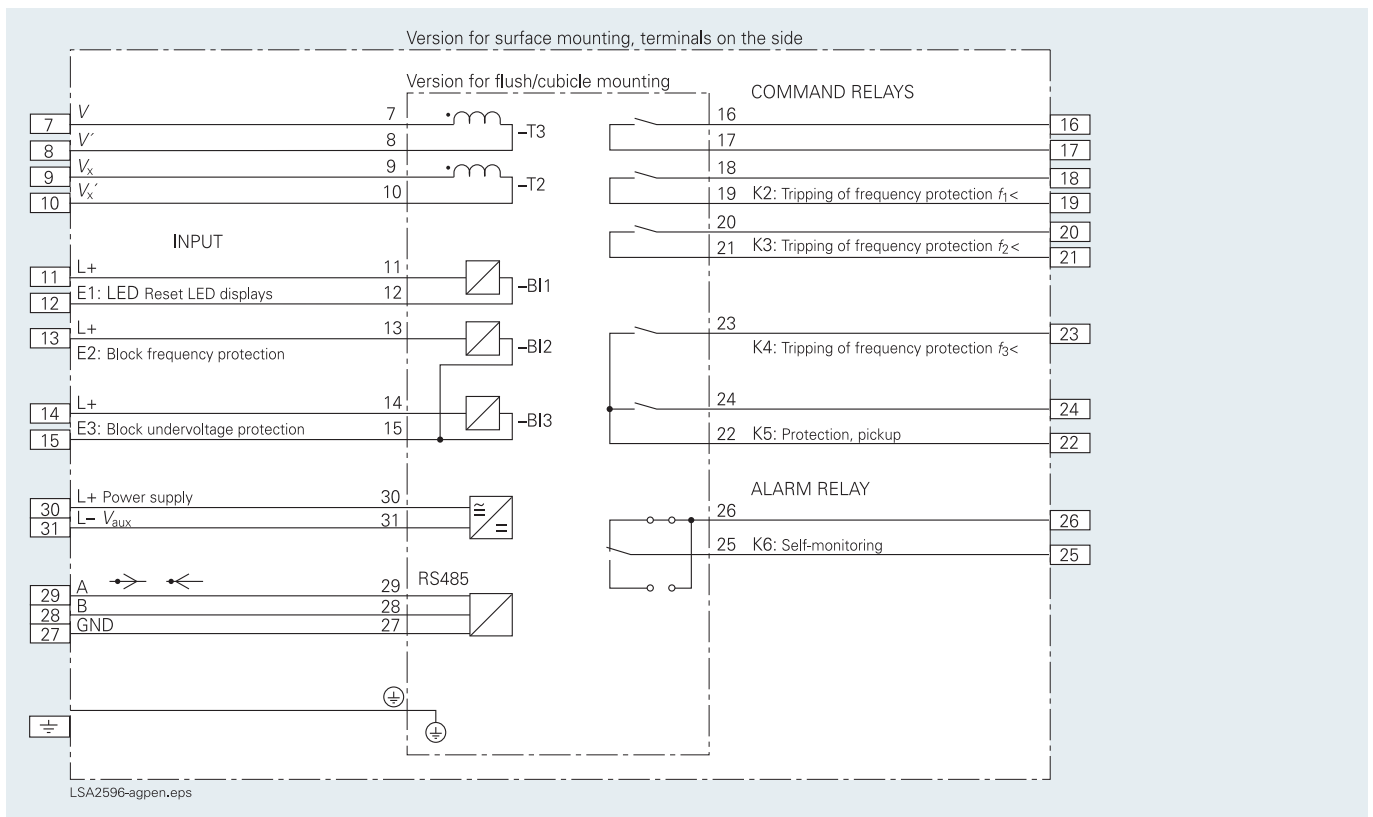 Version for surface mounting, terminals on the side
Version for flush/cubicle mounting
COMMAND RELAYS
7 V 7
8 V´ 8
–T3
9 Vx 9
10 Vx´ 10
–T2
16 16
17 17
18 18
19 K2: Tripping of frequency protection f1< 19
20 20
21 K3: Tripping of frequency protection f2< 21
INPUT
11 L+ 11
12 E1: LED Reset LED displays 12
–BI1
13 L+ 13
E2: Block frequency protection
–BI2
14 L+ 14
15 E3: Block undervoltage protection 15
–BI3
23 23
K4: Tripping of frequency protection f3<
24 24
22 K5: Protection, pickup 22
30 L+ Power supply 30
31 L– Vaux 31
ALARM RELAY
26 26
25 K6: Self-monitoring 25
RS485
29 A 29
28 B 28
27 GND 27
LSA2596-agpen.eps